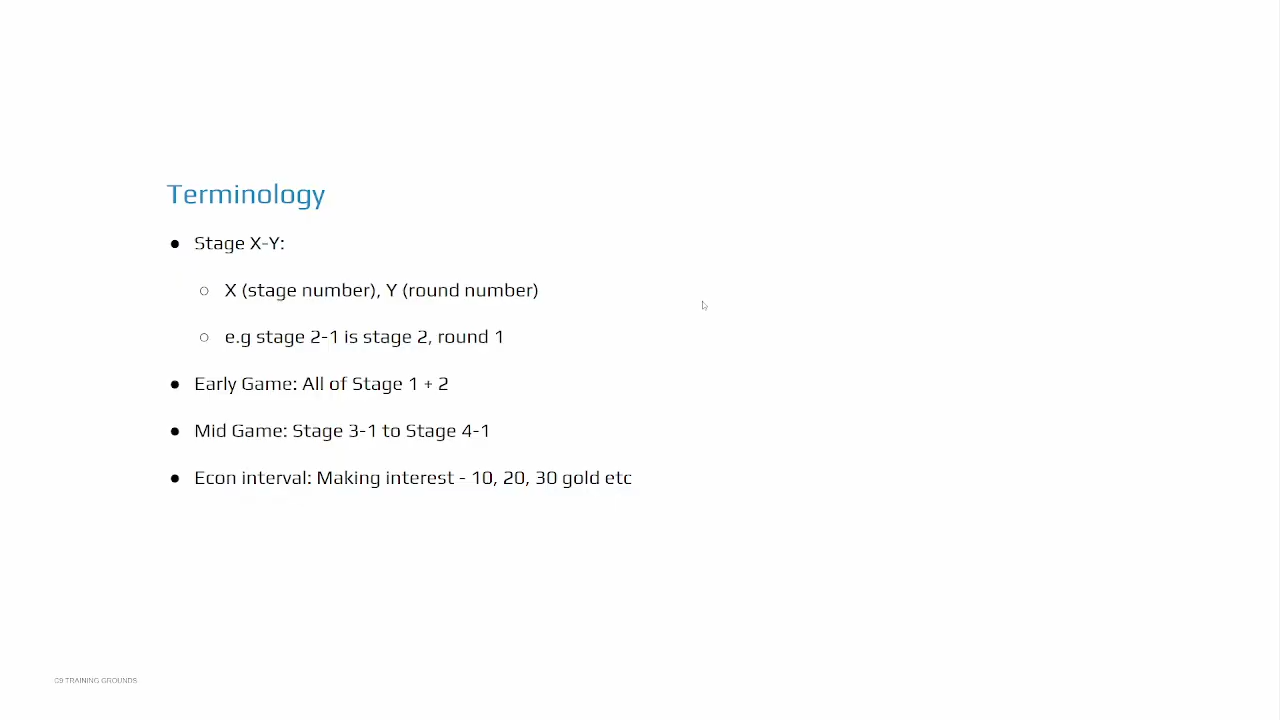 Terminology
● Stage X-Y:
○ X (stage number), Y (round number)
○ e.g stage 2-1 is stage 2, round 1
● Early Game: All of Stage 1 + 2
● Mid Game: Stage 3-1 to Stage 4-1
● Econ interval: Making interest - 10, 20, 30 gold etc
C9 TRAINING GROUNDS